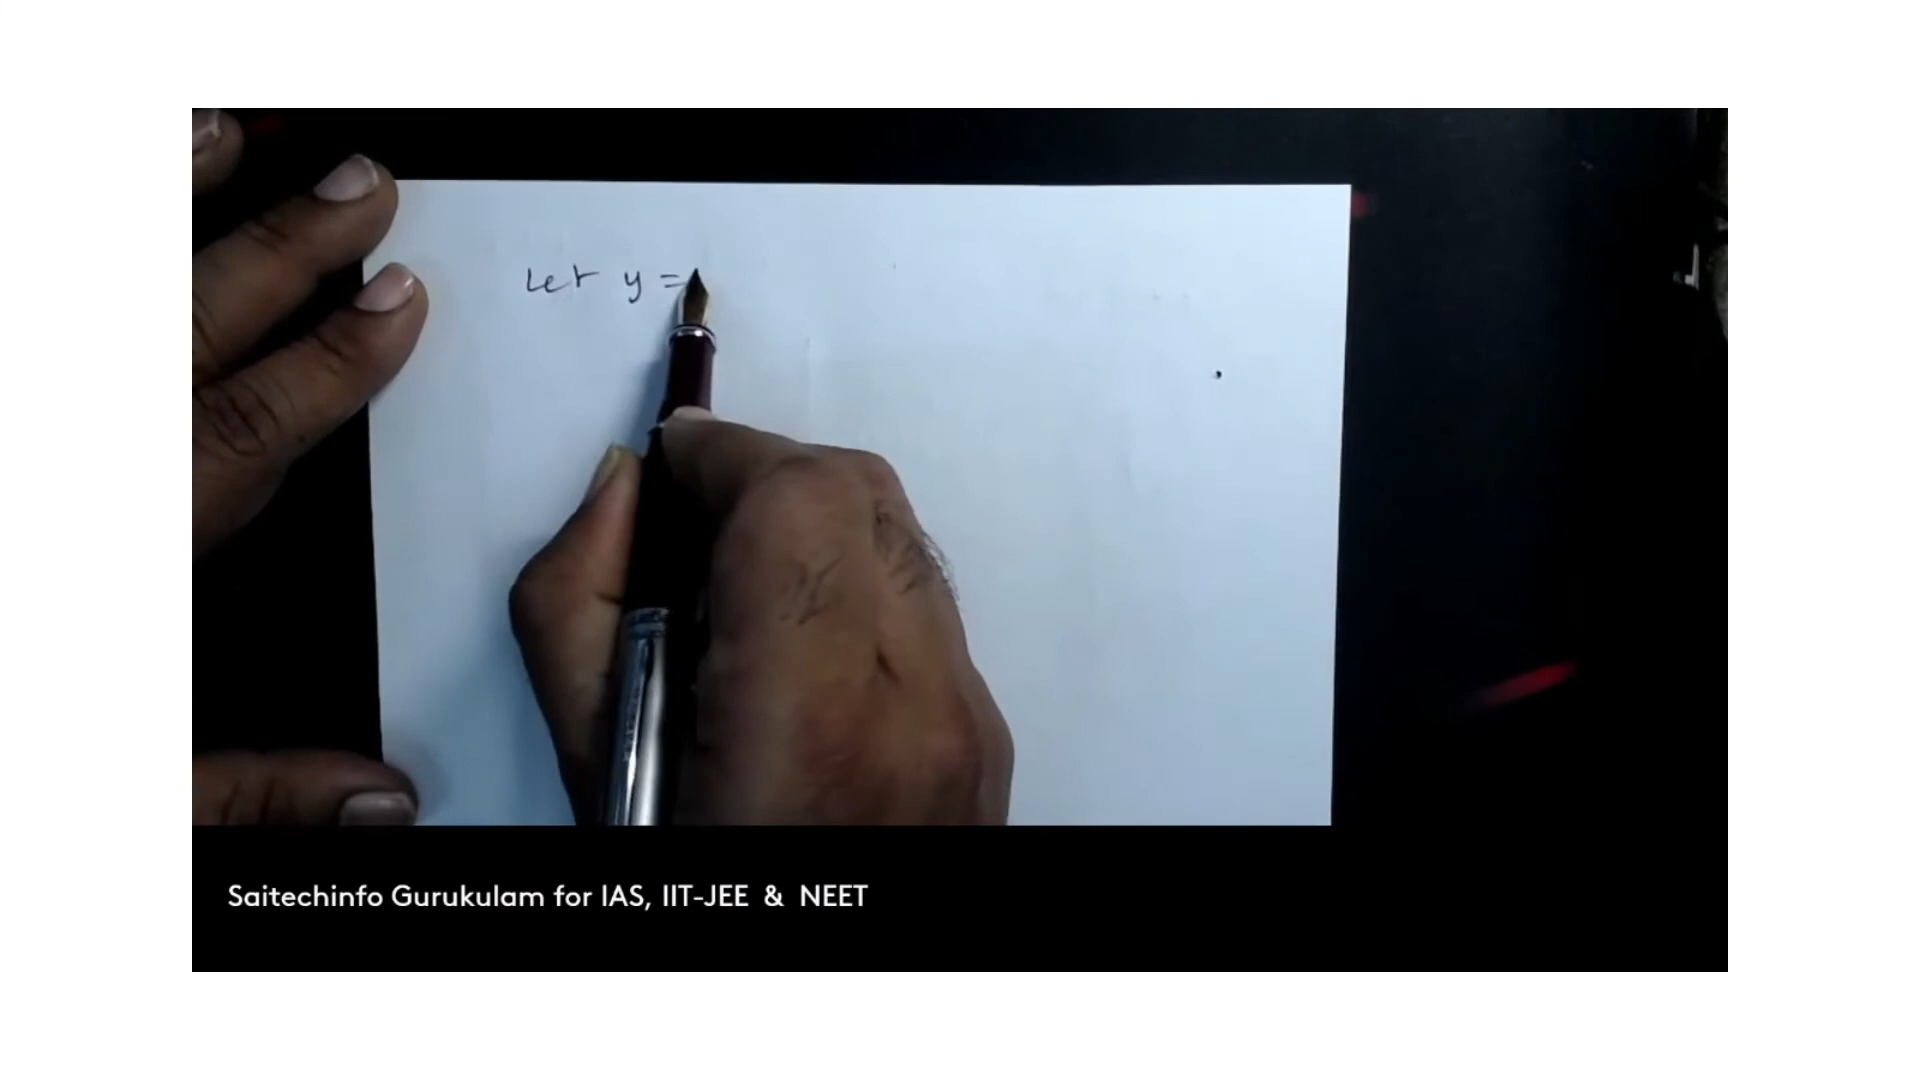 Let y =
Saitechinfo Gurukulam for IAS, IIT-JEE & NEET